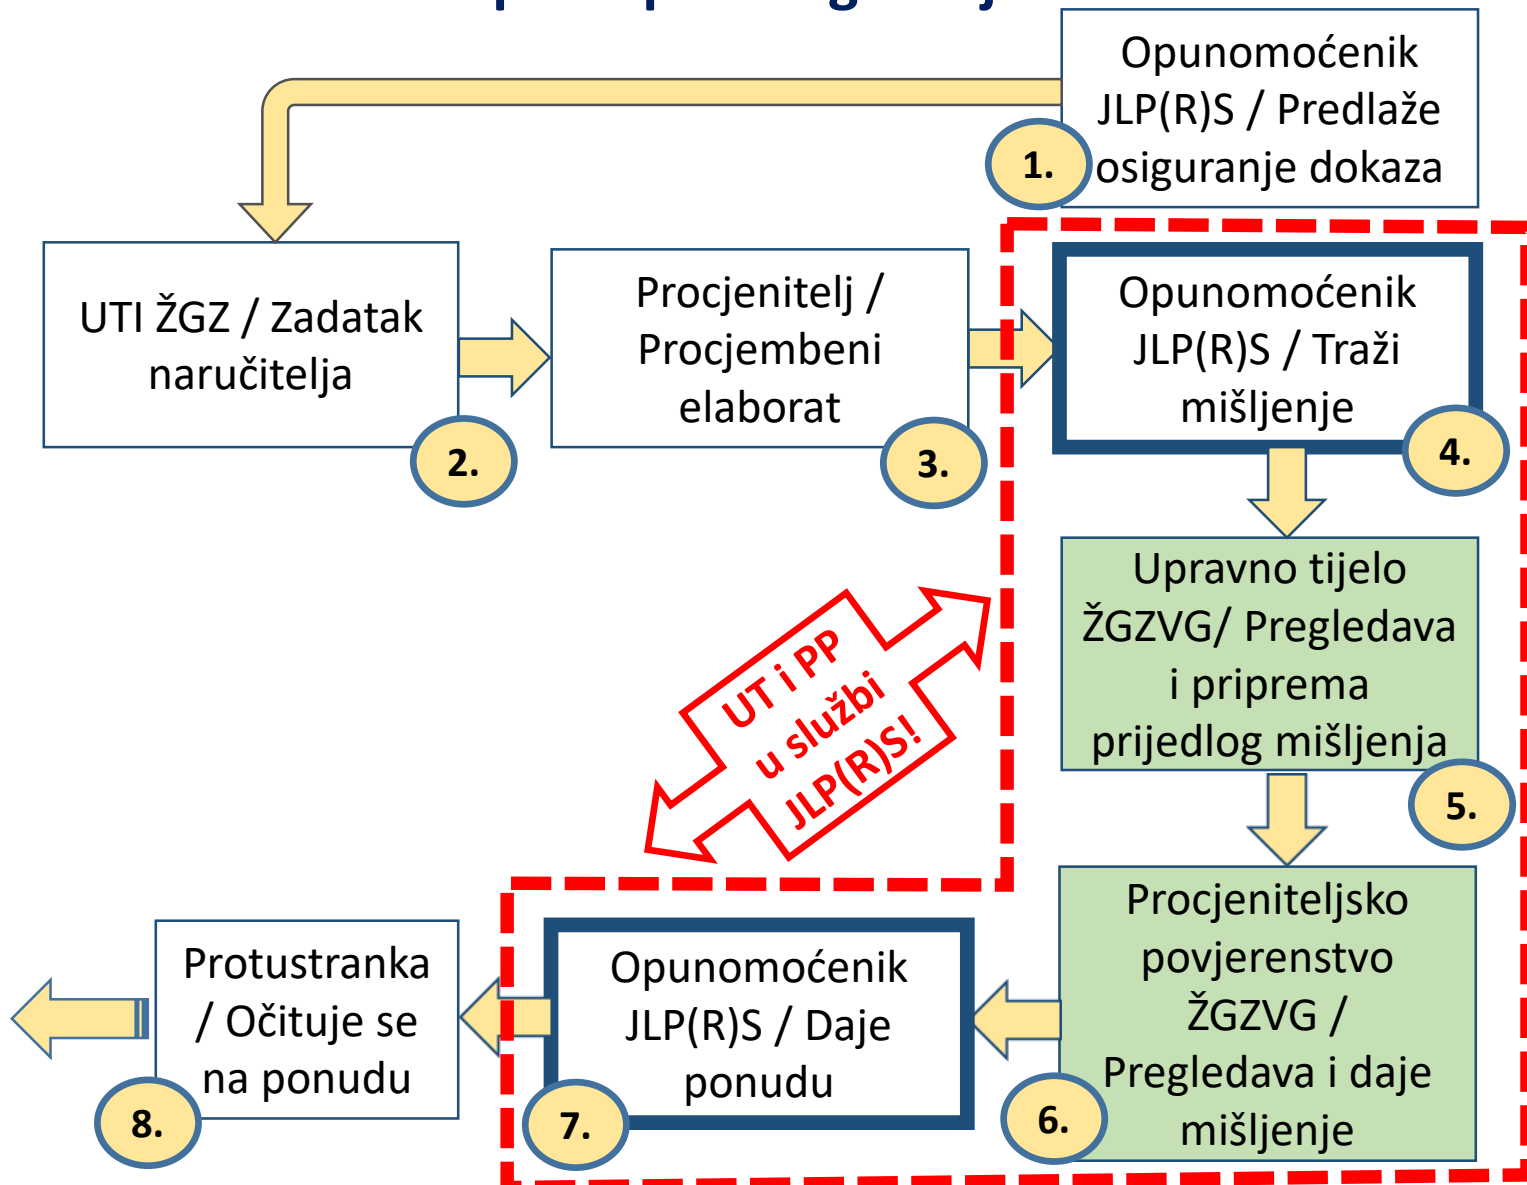 Opunomoćenik
JLP(R)S / Predlaže
osiguranje dokaza
1.
UTI ŽGZ / Zadatak
naručitelja
2.
Procjenitelj /
Procjembeni
elaborat
3.
Opunomoćenik
JLP(R)S / Traži
mišljenje
4.
Upravno tijelo
ŽGZVG/ Pregledava
i priprema
prijedlog mišljenja
5.
UT i PP
u službi
JLP(R)S!
Procjeniteljsko
povjerenstvo
ŽGZVG /
Pregledava i daje
mišljenje
6.
Opunomoćenik
JLP(R)S / Daje
ponudu
7.
Protustranka
/ Očituje se
na ponudu
8.